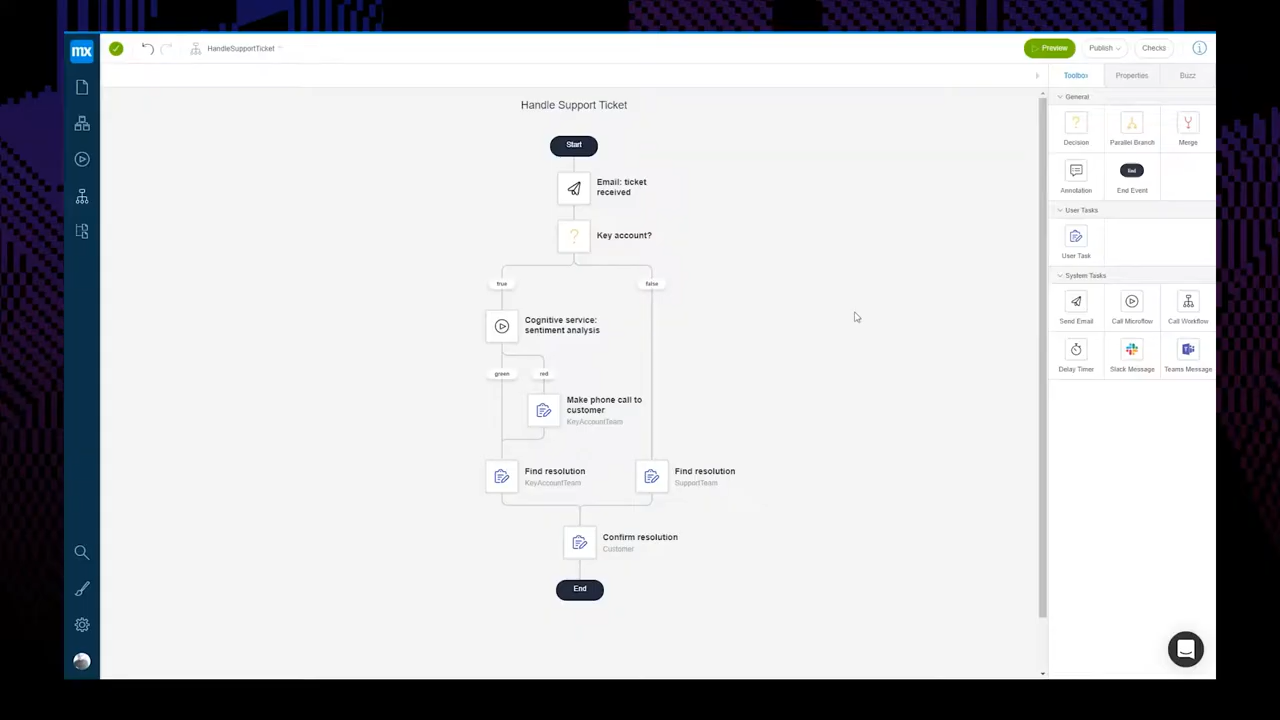 mx
HandleSupportTicket
Preview
Publish
Checks
Toolbox
Properties
Buzz
General
Decision
Parallel Branch
Merge
End
Annotation
End Event
User Tasks
User Task
System Tasks
Send Email
Call Microflow
Call Workflow
Delay Timer
Slack Message
Teams Message
Handle Support Ticket
Start
Email: ticket
received
?
Key account?
true
false
Cognitive service:
sentiment analysis
green
red
Make phone call to
customer
KeyAccountTeam
Find resolution
KeyAccountTeam
Find resolution
SupportTeam
Confirm resolution
Customer
End